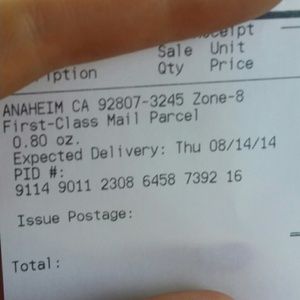 Sale Unit
Qty Price
ANAHEIM CA 92807-3245 Zone-8
First-Class Mail Parcel
0.80 oz.
Expected Delivery: Thu 08/14/14
PID #:
9114 9011 2308 6458 7392 16
Issue Postage:
Total: